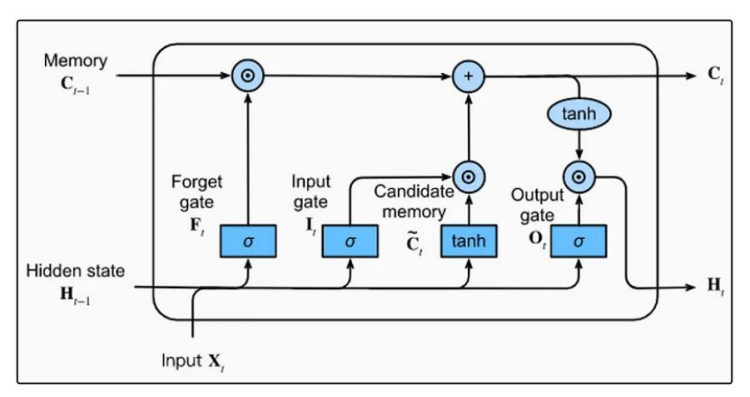 Memory
C_{t-1}
C_t
tanh
Forget
gate
F_t
Input
gate
I_t
Candidate
memory
C̃_t
Output
gate
O_t
σ
σ
tanh
σ
Hidden state
H_{t-1}
H_t
Input X_t